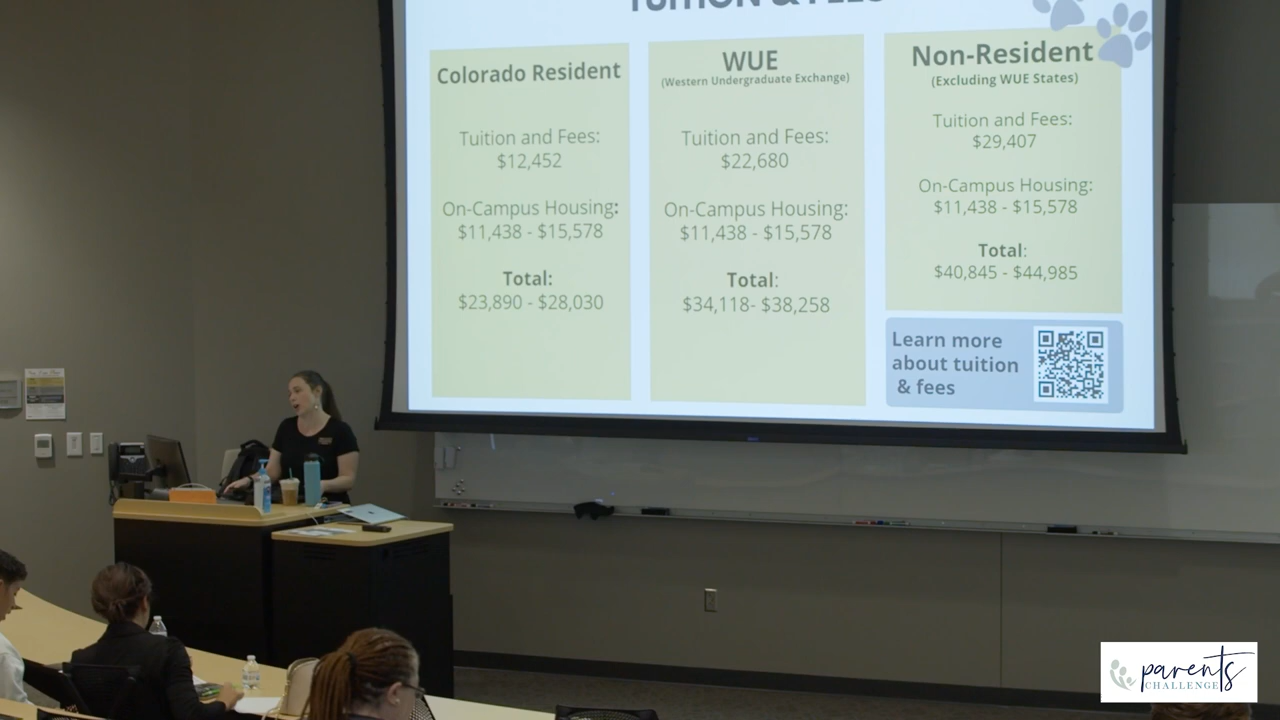 TUITION & FEES
Colorado Resident
Tuition and Fees:
$12,452
On-Campus Housing:
$11,438 - $15,578
Total:
$23,890 - $28,030
WUE
(Western Undergraduate Exchange)
Tuition and Fees:
$22,680
On-Campus Housing:
$11,438 - $15,578
Total:
$34,118- $38,258
Non-Resident
(Excluding WUE States)
Tuition and Fees:
$29,407
On-Campus Housing:
$11,438 - $15,578
Total:
$40,845 - $44,985
Learn more
about tuition
& fees
parents
CHALLENGE